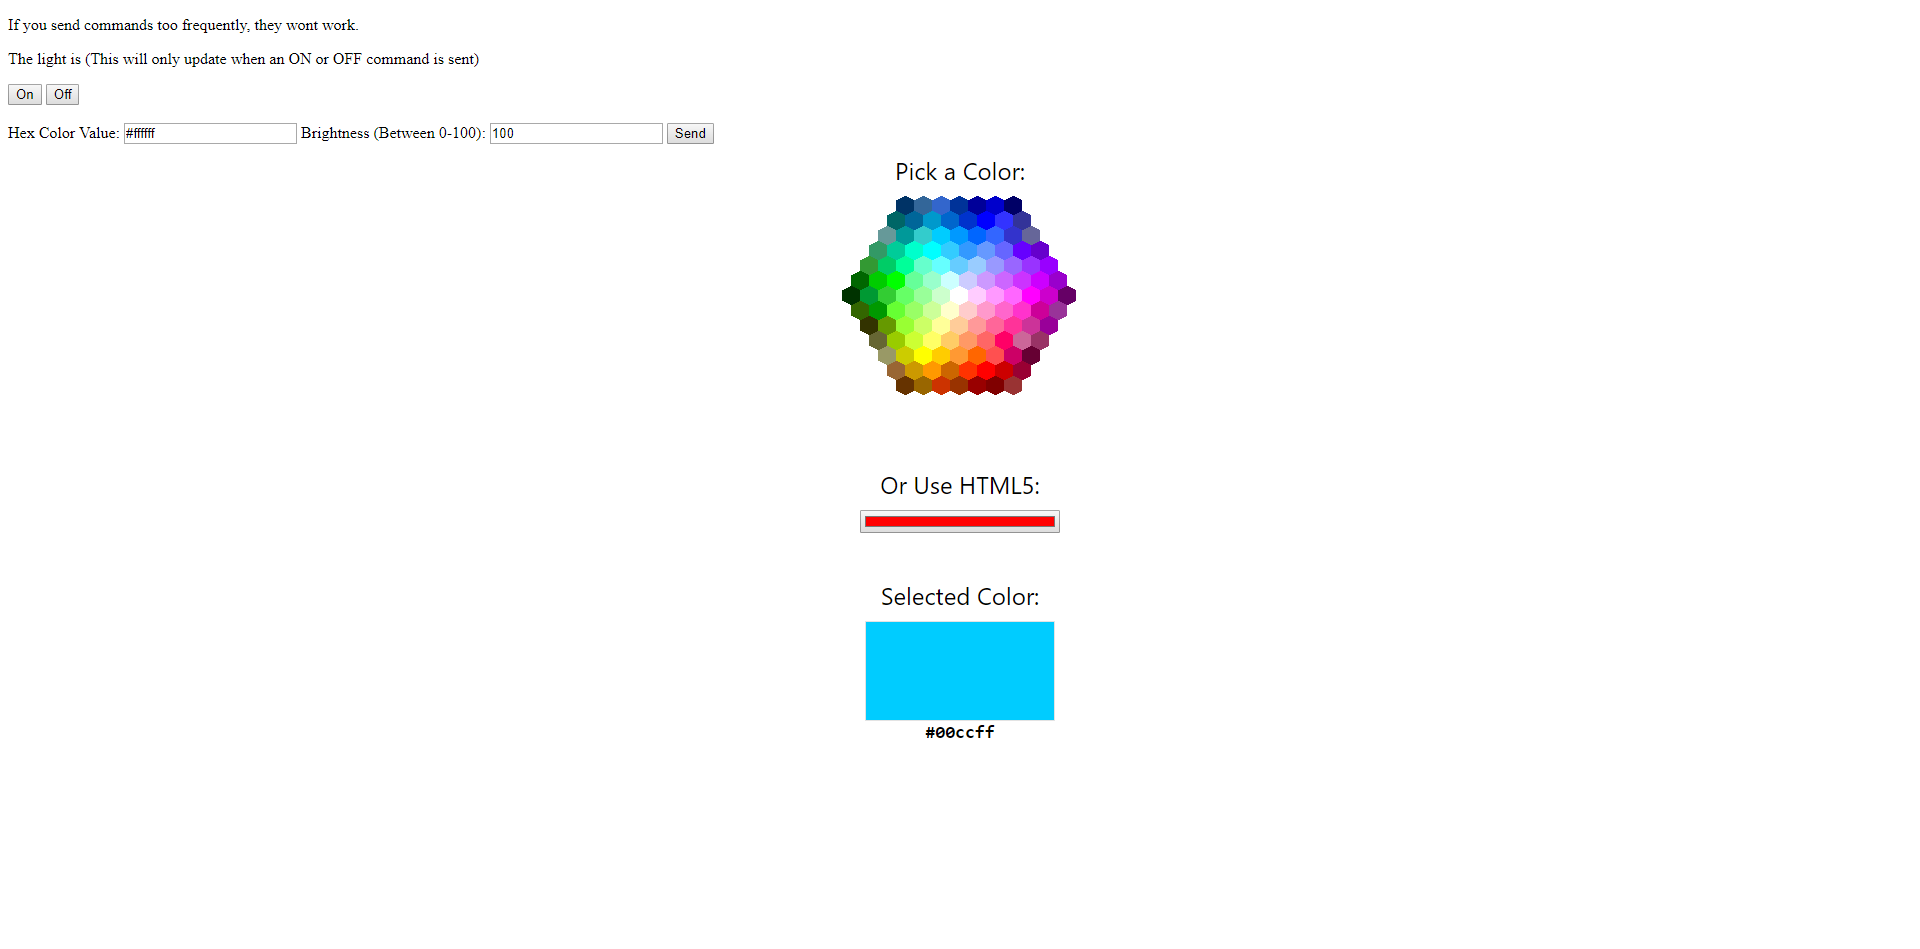 If you send commands too frequently, they wont work.
The light is (This will only update when an ON or OFF command is sent)
On Off
Hex Color Value: #ffffff Brightness (Between 0-100): 100 Send
Pick a Color:
Or Use HTML5:
Selected Color:
#00ccff